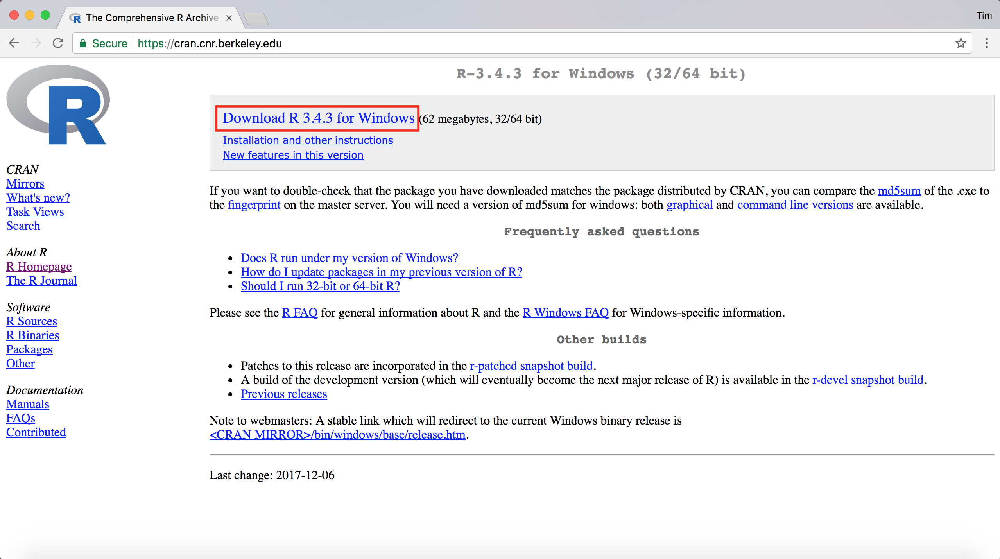 The Comprehensive R Archive
Tim
Secure https://cran.cnr.berkeley.edu
R
CRAN
Mirrors
What's new?
Task Views
Search
About R
R Homepage
The R Journal
Software
R Sources
R Binaries
Packages
Other
Documentation
Manuals
FAQs
Contributed
R-3.4.3 for Windows (32/64 bit)
Download R 3.4.3 for Windows (62 megabytes, 32/64 bit)
Installation and other instructions
New features in this version
If you want to double-check that the package you have downloaded matches the package distributed by CRAN, you can compare the md5sum of the .exe to
the fingerprint on the master server. You will need a version of md5sum for windows: both graphical and command line versions are available.
Frequently asked questions
• Does R run under my version of Windows?
• How do I update packages in my previous version of R?
• Should I run 32-bit or 64-bit R?
Please see the R FAQ for general information about R and the R Windows FAQ for Windows-specific information.
Other builds
• Patches to this release are incorporated in the r-patched snapshot build.
• A build of the development version (which will eventually become the next major release of R) is available in the r-devel snapshot build.
• Previous releases
Note to webmasters: A stable link which will redirect to the current Windows binary release is
<CRAN MIRROR>/bin/windows/base/release.htm.
Last change: 2017-12-06